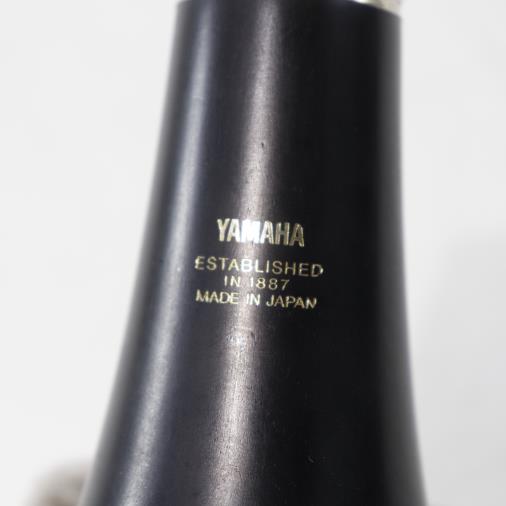 YAMAHA
ESTABLISHED
IN 1887
MADE IN JAPAN